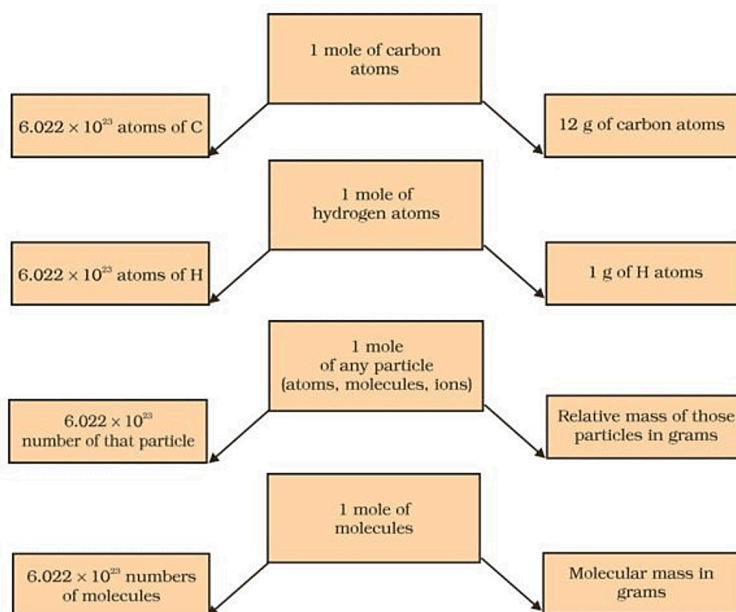 1 mole of carbon
atoms
6.022 × 10²³ atoms of C
12 g of carbon atoms
1 mole of
hydrogen atoms
6.022 × 10²³ atoms of H
1 g of H atoms
1 mole
of any particle
(atoms, molecules, ions)
6.022 × 10²³
number of that particle
Relative mass of those
particles in grams
1 mole of
molecules
6.022 × 10²³ numbers
of molecules
Molecular mass in
grams